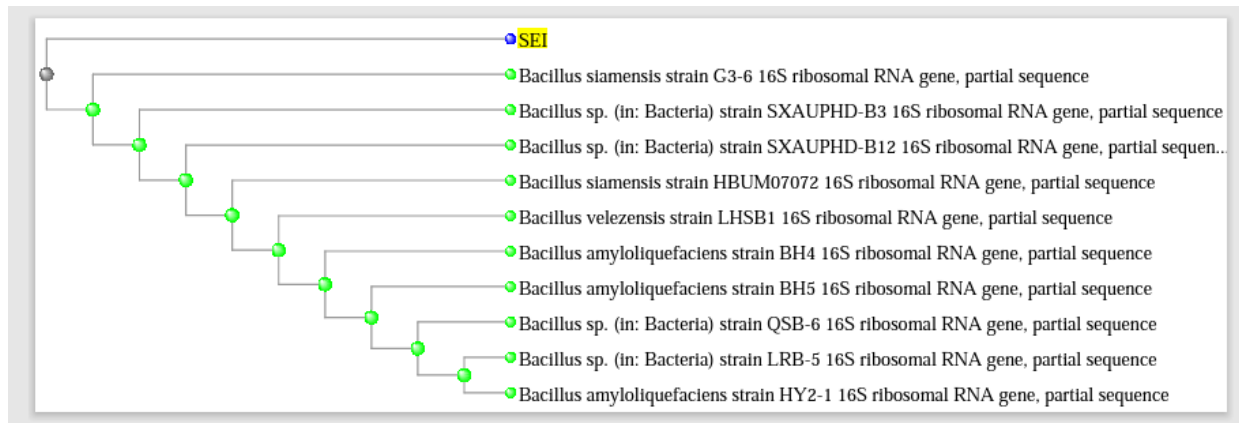 SEI
Bacillus siamensis strain G3-6 16S ribosomal RNA gene, partial sequence
Bacillus sp. (in: Bacteria) strain SXAUPHD-B3 16S ribosomal RNA gene, partial sequence
Bacillus sp. (in: Bacteria) strain SXAUPHD-B12 16S ribosomal RNA gene, partial sequen...
Bacillus siamensis strain HBUM07072 16S ribosomal RNA gene, partial sequence
Bacillus velezensis strain LHSB1 16S ribosomal RNA gene, partial sequence
Bacillus amyloliquefaciens strain BH4 16S ribosomal RNA gene, partial sequence
Bacillus amyloliquefaciens strain BH5 16S ribosomal RNA gene, partial sequence
Bacillus sp. (in: Bacteria) strain QSB-6 16S ribosomal RNA gene, partial sequence
Bacillus sp. (in: Bacteria) strain LRB-5 16S ribosomal RNA gene, partial sequence
Bacillus amyloliquefaciens strain HY2-1 16S ribosomal RNA gene, partial sequence